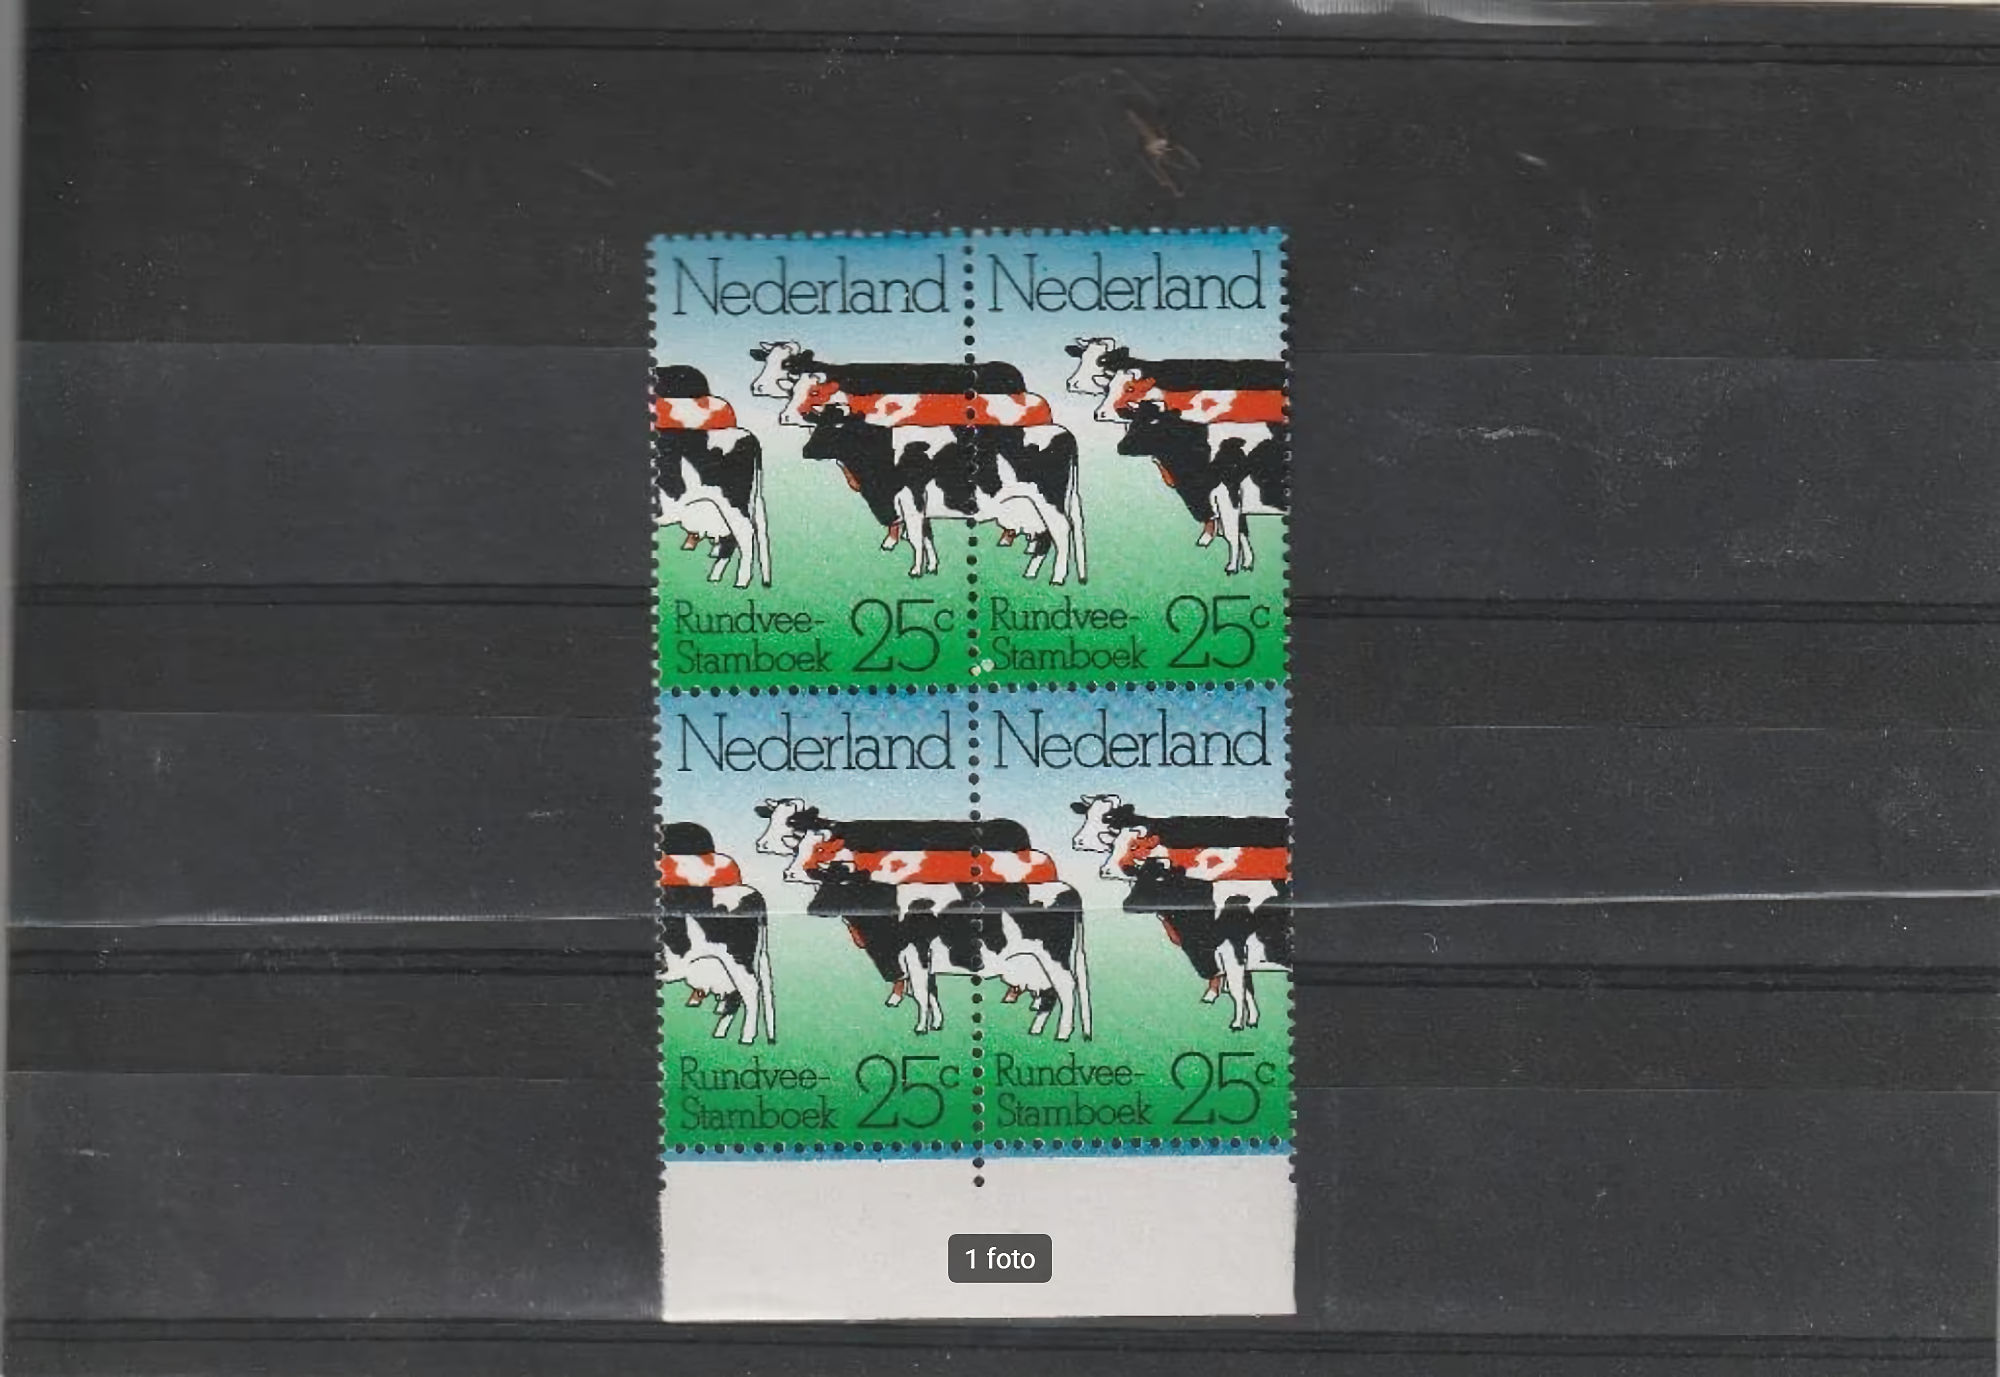 Nederland
Rundvee-
Stamboek 25c
Nederland
Rundvee-
Stamboek 25c
Nederland
Rundvee-
Stamboek 25c
Nederland
Rundvee-
Stamboek 25c
1 foto